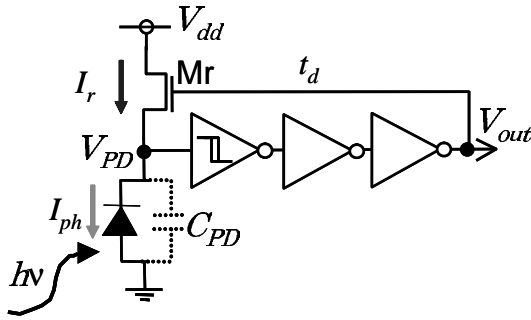 V_dd
I_r
Mr
t_d
V_PD
V_out
I_ph
C_PD
hν